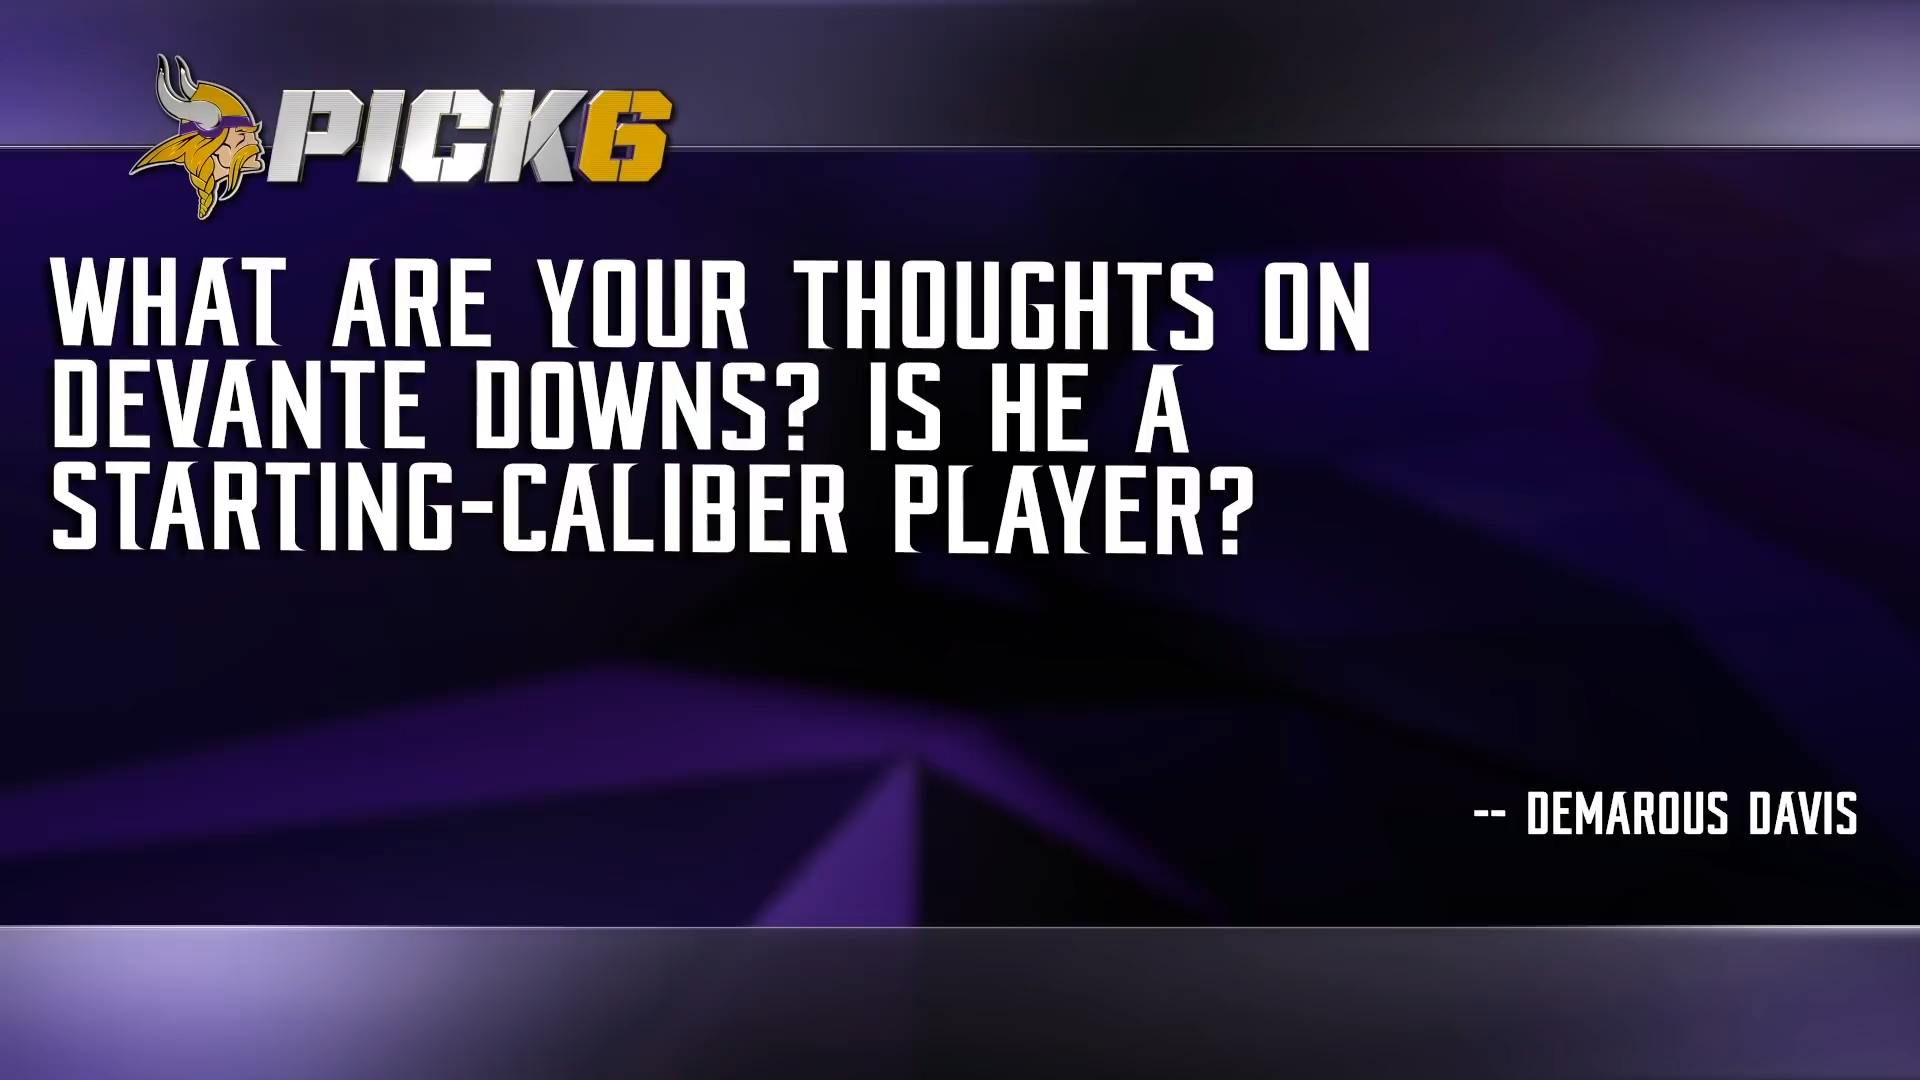 PICK6
WHAT ARE YOUR THOUGHTS ON
DEVANTE DOWNS? IS HE A
STARTING-CALIBER PLAYER?
-- DEMAROUS DAVIS